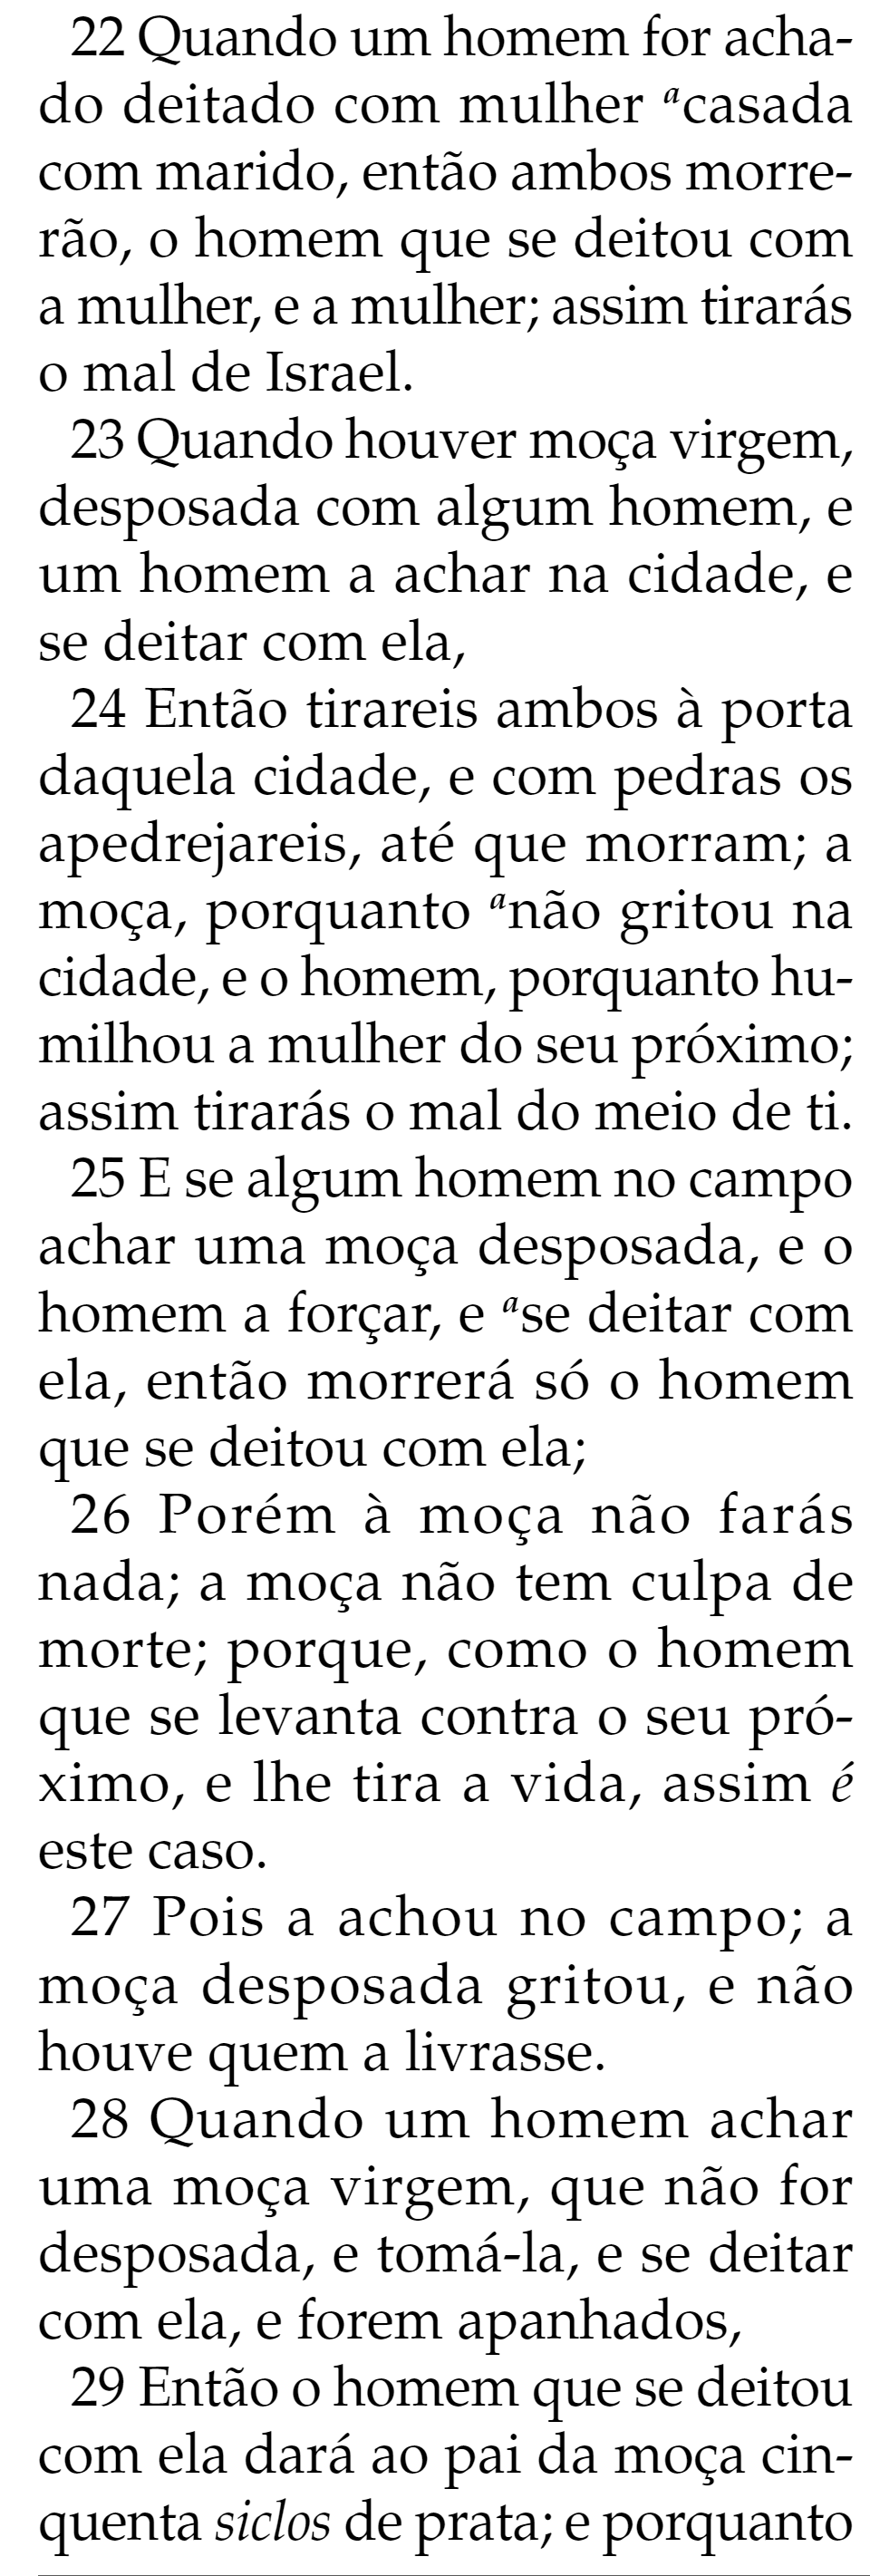 22 Quando um homem for acha-
do deitado com mulher ᵃcasada
com marido, então ambos morre-
rão, o homem que se deitou com
a mulher, e a mulher; assim tirarás
o mal de Israel.
23 Quando houver moça virgem,
desposada com algum homem, e
um homem a achar na cidade, e
se deitar com ela,
24 Então tirareis ambos à porta
daquela cidade, e com pedras os
apedrejareis, até que morram; a
moça, porquanto ᵃnão gritou na
cidade, e o homem, porquanto hu-
milhou a mulher do seu próximo;
assim tirarás o mal do meio de ti.
25 E se algum homem no campo
achar uma moça desposada, e o
homem a forçar, e ᵃse deitar com
ela, então morrerá só o homem
que se deitou com ela;
26 Porém à moça não farás
nada; a moça não tem culpa de
morte; porque, como o homem
que se levanta contra o seu pró-
ximo, e lhe tira a vida, assim é
este caso.
27 Pois a achou no campo; a
moça desposada gritou, e não
houve quem a livrasse.
28 Quando um homem achar
uma moça virgem, que não for
desposada, e tomá-la, e se deitar
com ela, e forem apanhados,
29 Então o homem que se deitou
com ela dará ao pai da moça cin-
quenta siclos de prata; e porquanto